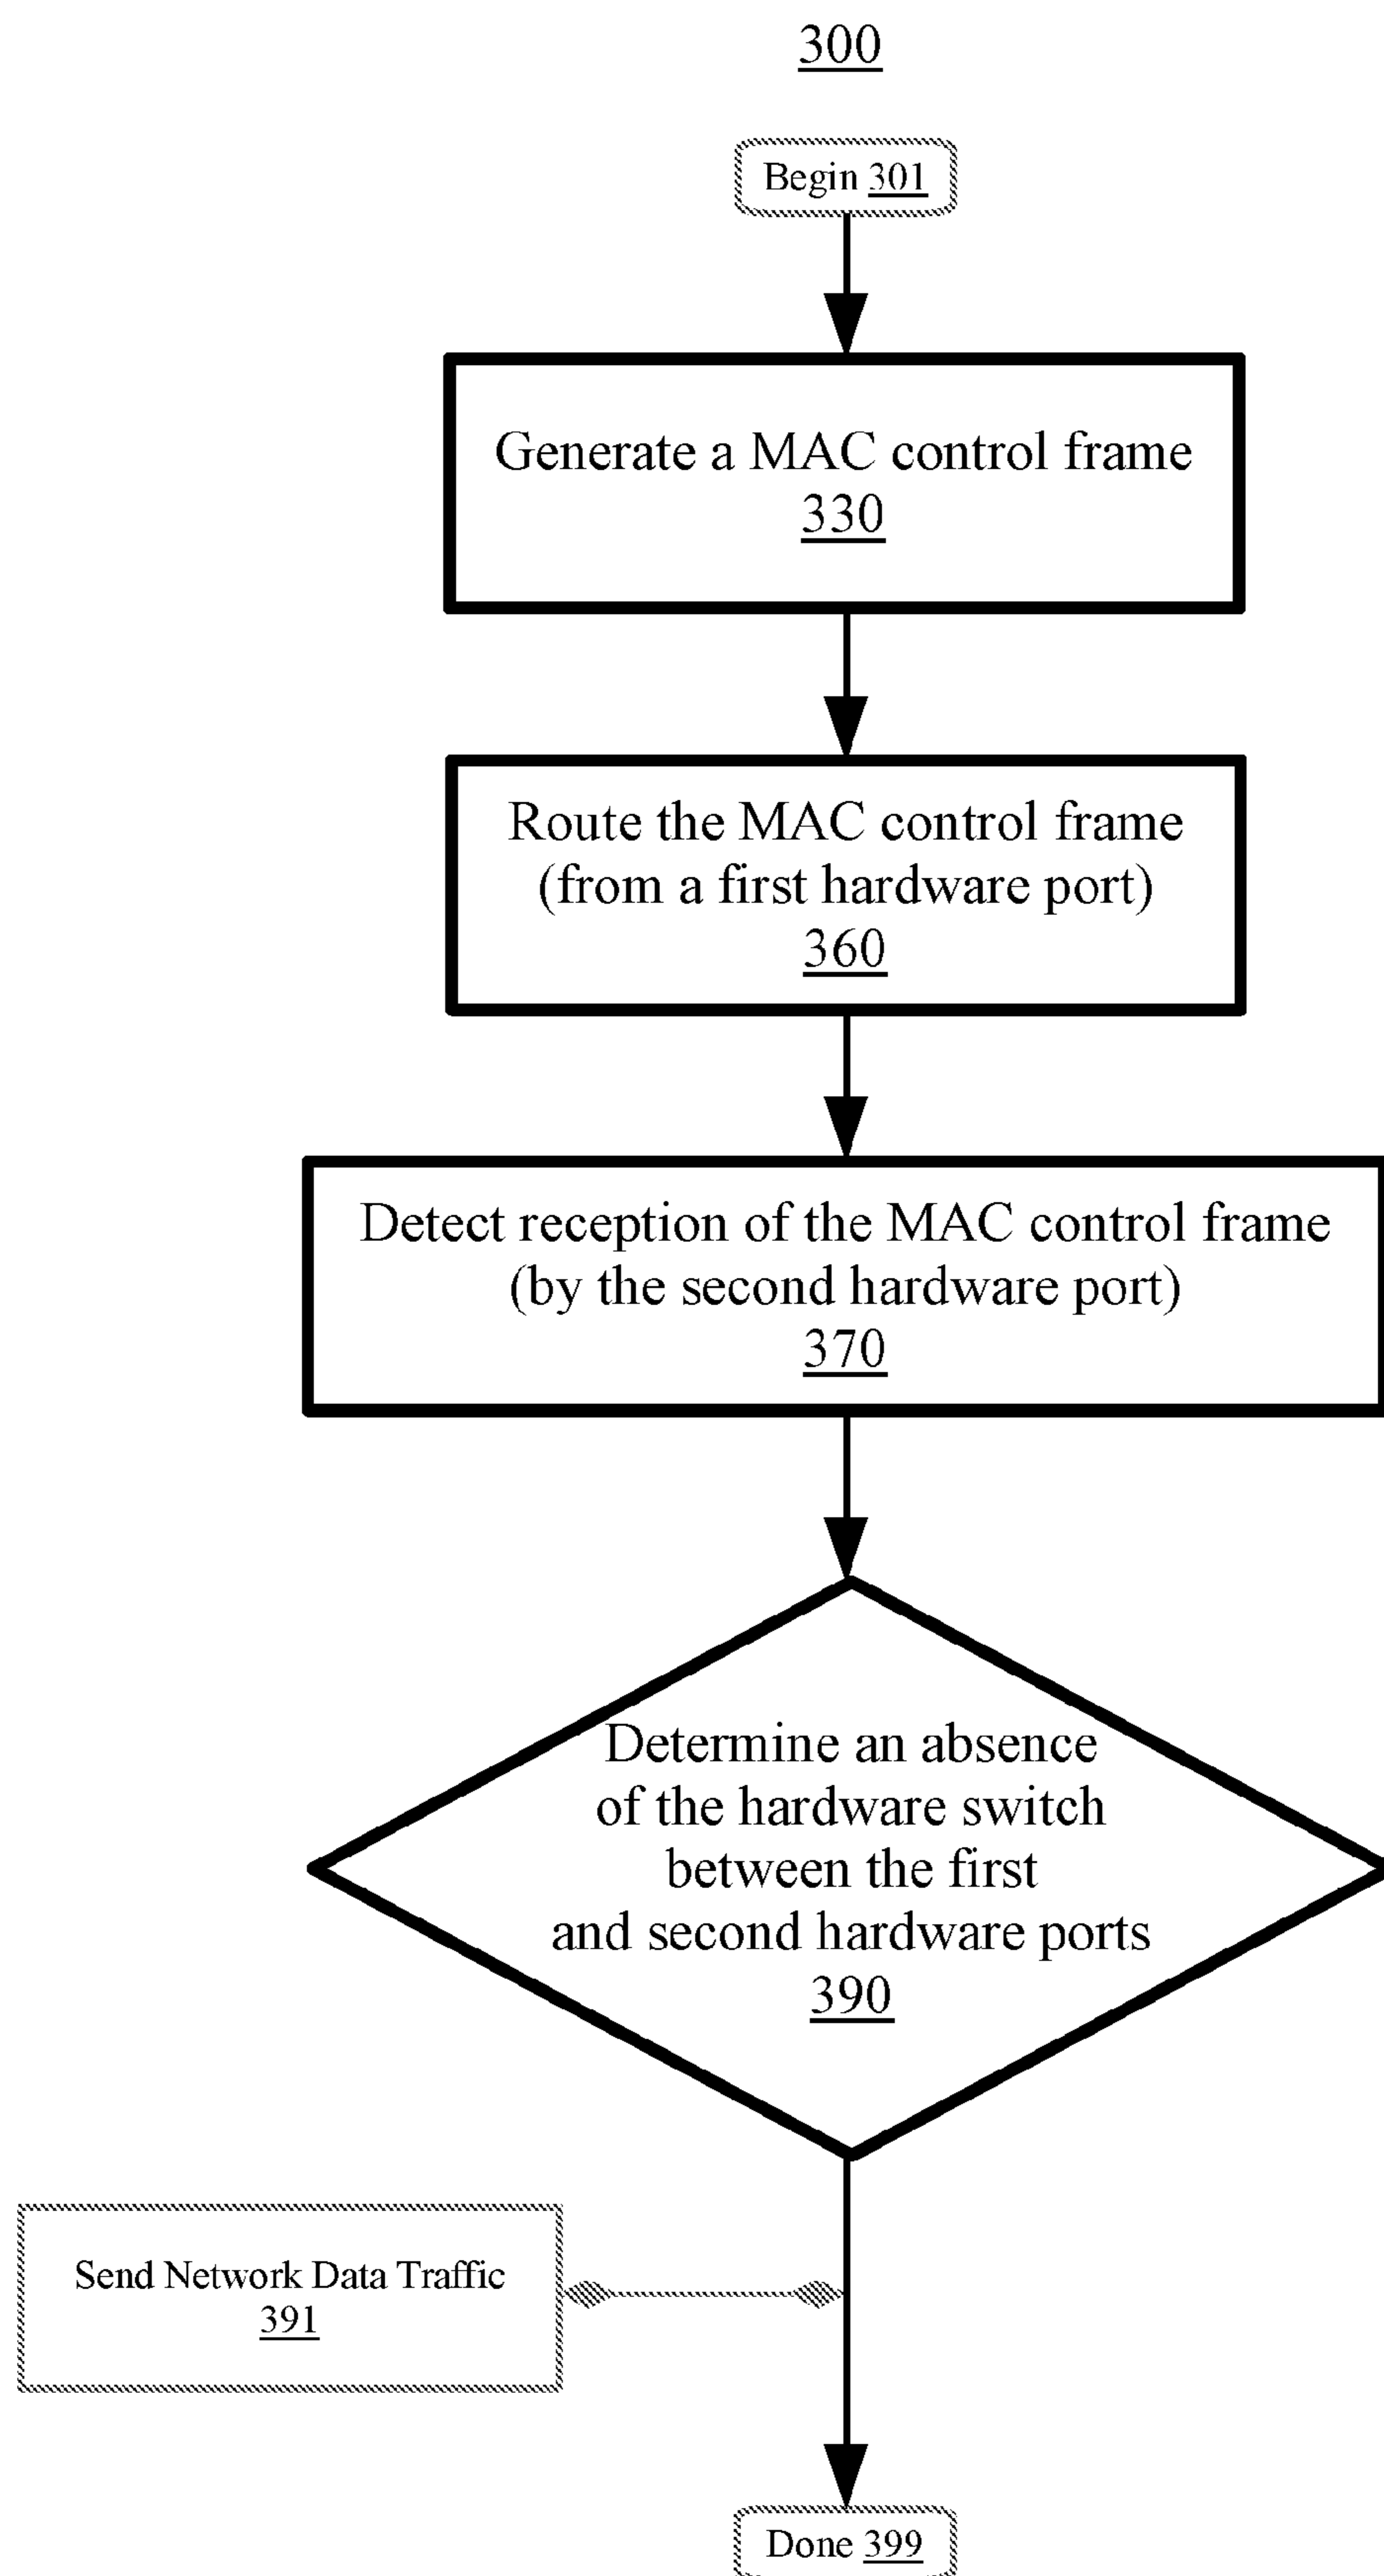 300
Begin 301
Generate a MAC control frame
330
Route the MAC control frame
(from a first hardware port)
360
Detect reception of the MAC control frame
(by the second hardware port)
370
Determine an absence
of the hardware switch
between the first
and second hardware ports
390
Send Network Data Traffic
391
Done 399